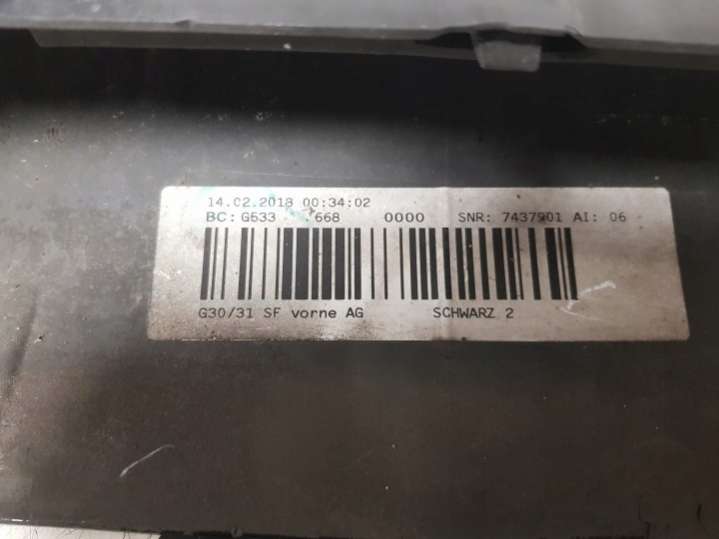 14.02.2018 00:34:02
BC: G533 668 0000 SNR: 7437901 AI: 06
G30/31 SF vorne AG SCHWARZ 2